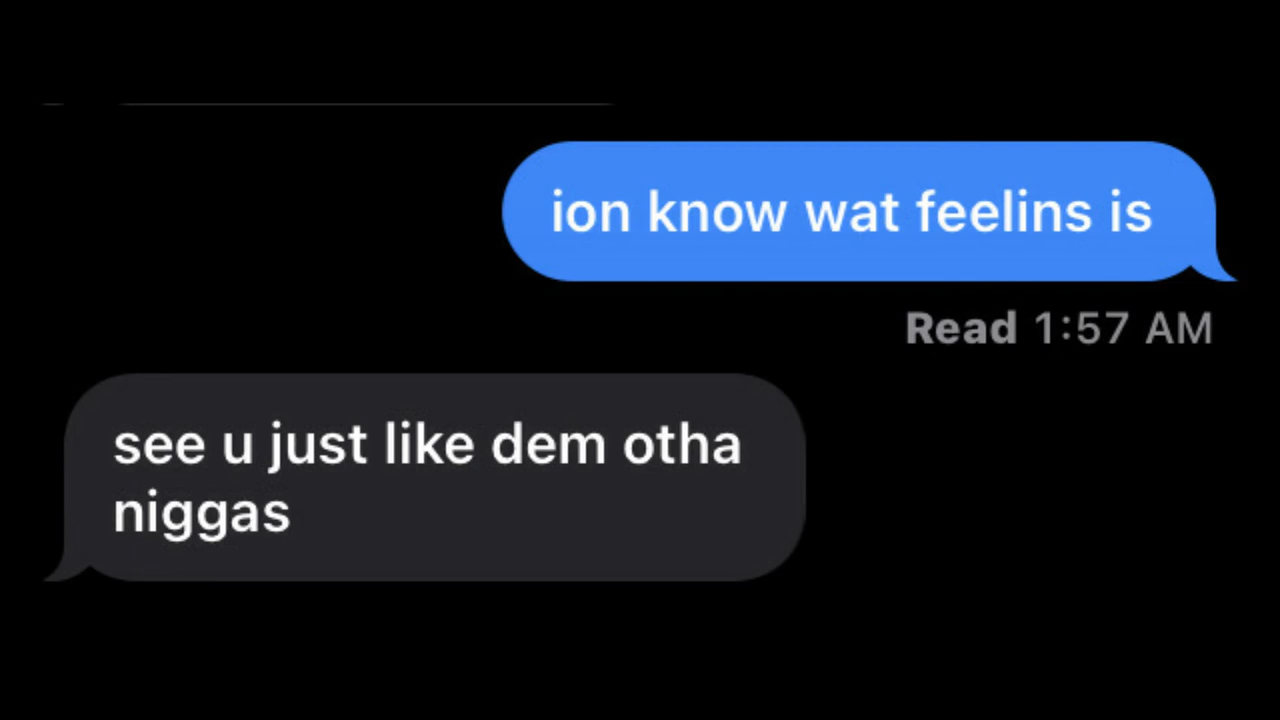 ion know wat feelins is
Read 1:57 AM
see u just like dem otha
niggas